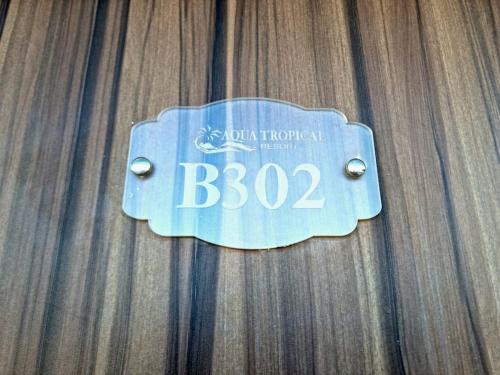 AQUA TROPICAL
RESORT
B302